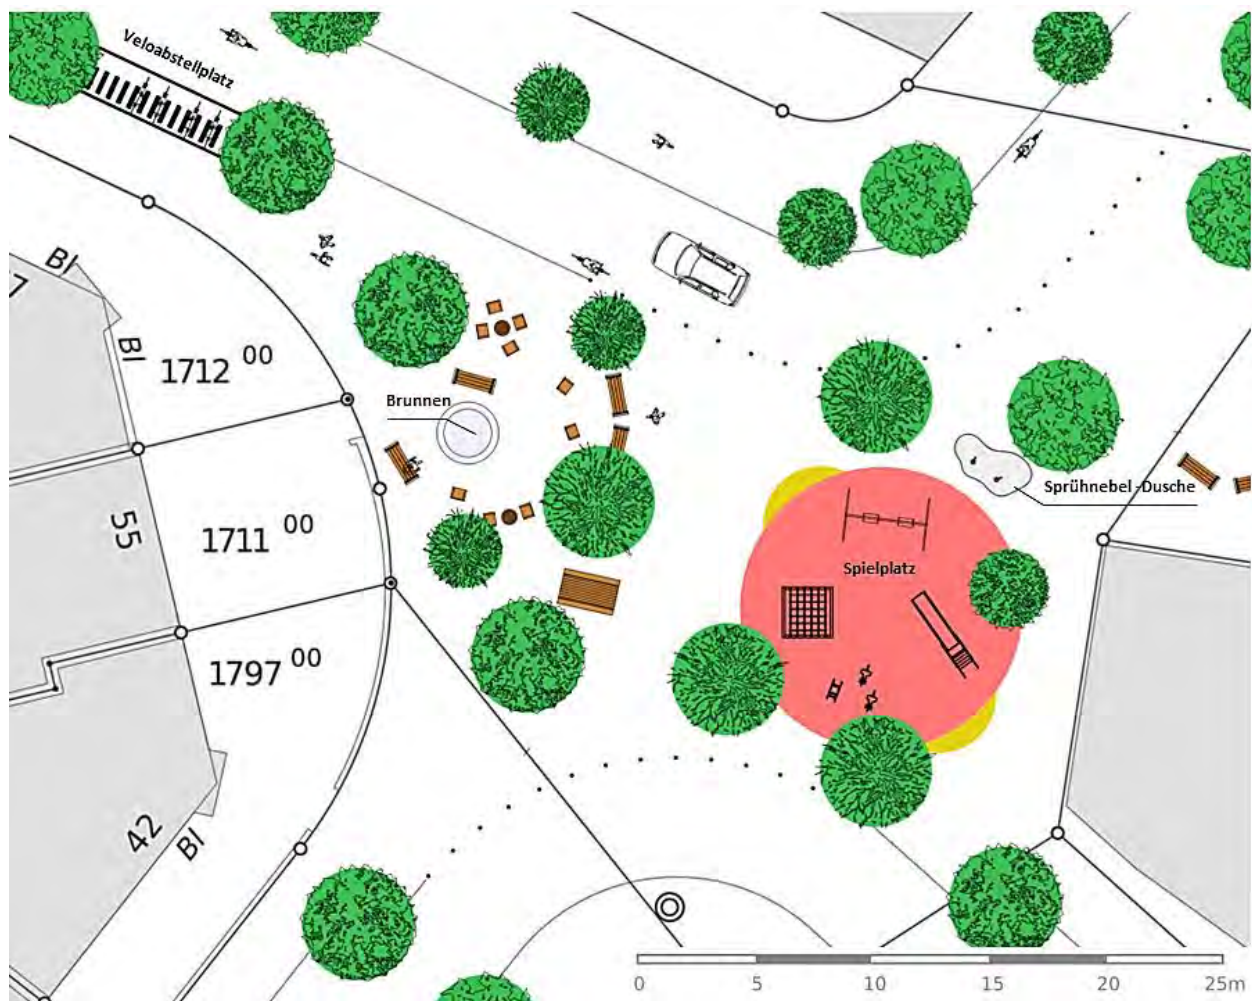 Veloabstellplatz
Bl
7
Bl
1712 00
Brunnen
55
1711 00
Sprühnebel -Dusche
Spielplatz
1797 00
42
Bl
0 5 10 15 20 25m